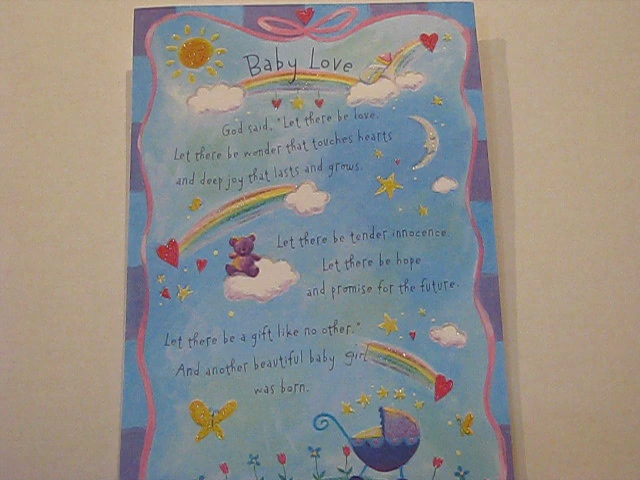 Baby Love
God said, "Let there be love.
Let there be wonder that touches hearts
and deep joy that lasts and grows.
Let there be tender innocence.
Let there be hope
and promise for the future.
Let there be a gift like no other."
And another beautiful baby girl
was born.